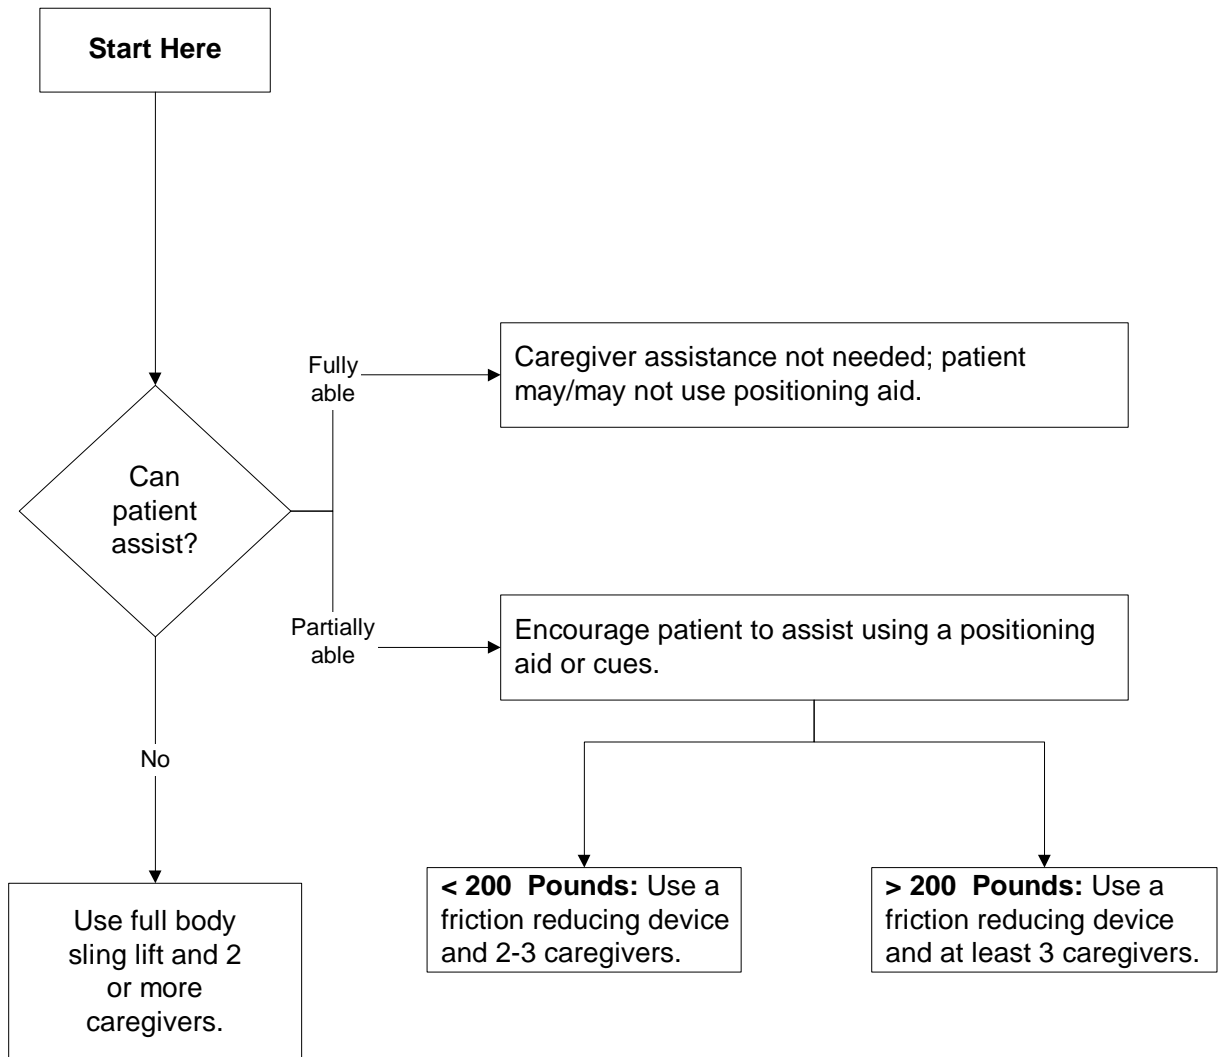 Start Here
Fully
able
Caregiver assistance not needed; patient
may/may not use positioning aid.
Can
patient
assist?
Partially
able
Encourage patient to assist using a positioning
aid or cues.
No
< 200  Pounds: Use a
friction reducing device
and 2-3 caregivers.
> 200  Pounds: Use a
friction reducing device
and at least 3 caregivers.
Use full body
sling lift and 2
or more
caregivers.